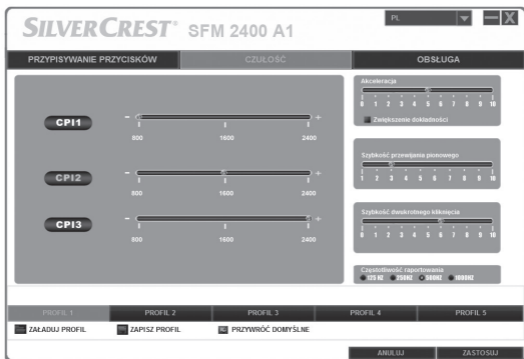 SILVERCREST® SFM 2400 A1
PL
PRZYPISYWANIE PRZYCISKÓW CZUŁOŚĆ OBSŁUGA
CPI1
- +
800 1600 2400
CPI2
- +
800 1600 2400
CPI3
- +
800 1600 2400
Akceleracja
0 1 2 3 4 5 6 7 8 9 10
Zwiększenie dokładności
Szybkość przewijania pionowego
1 2 3 4 5 6 7 8 9 10
Szybkość dwukrotnego kliknięcia
0 1 2 3 4 5 6 7 8 9 10
Częstotliwość raportowania
125 HZ 250HZ 500HZ 1000HZ
PROFIL 1 PROFIL 2 PROFIL 3 PROFIL 4 PROFIL 5
ZAŁADUJ PROFIL ZAPISZ PROFIL PRZYWRÓĆ DOMYŚLNE
ANULUJ ZASTOSUJ